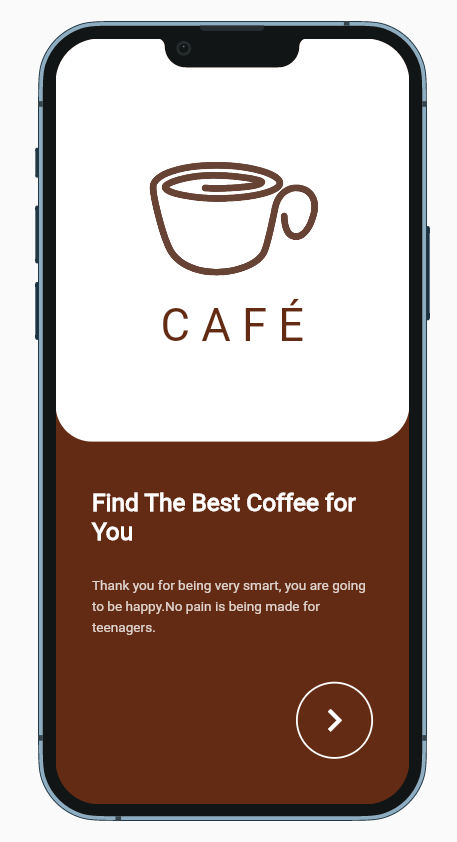 CAFÉ
Find The Best Coffee for
You
Thank you for being very smart, you are going
to be happy.No pain is being made for
teenagers.